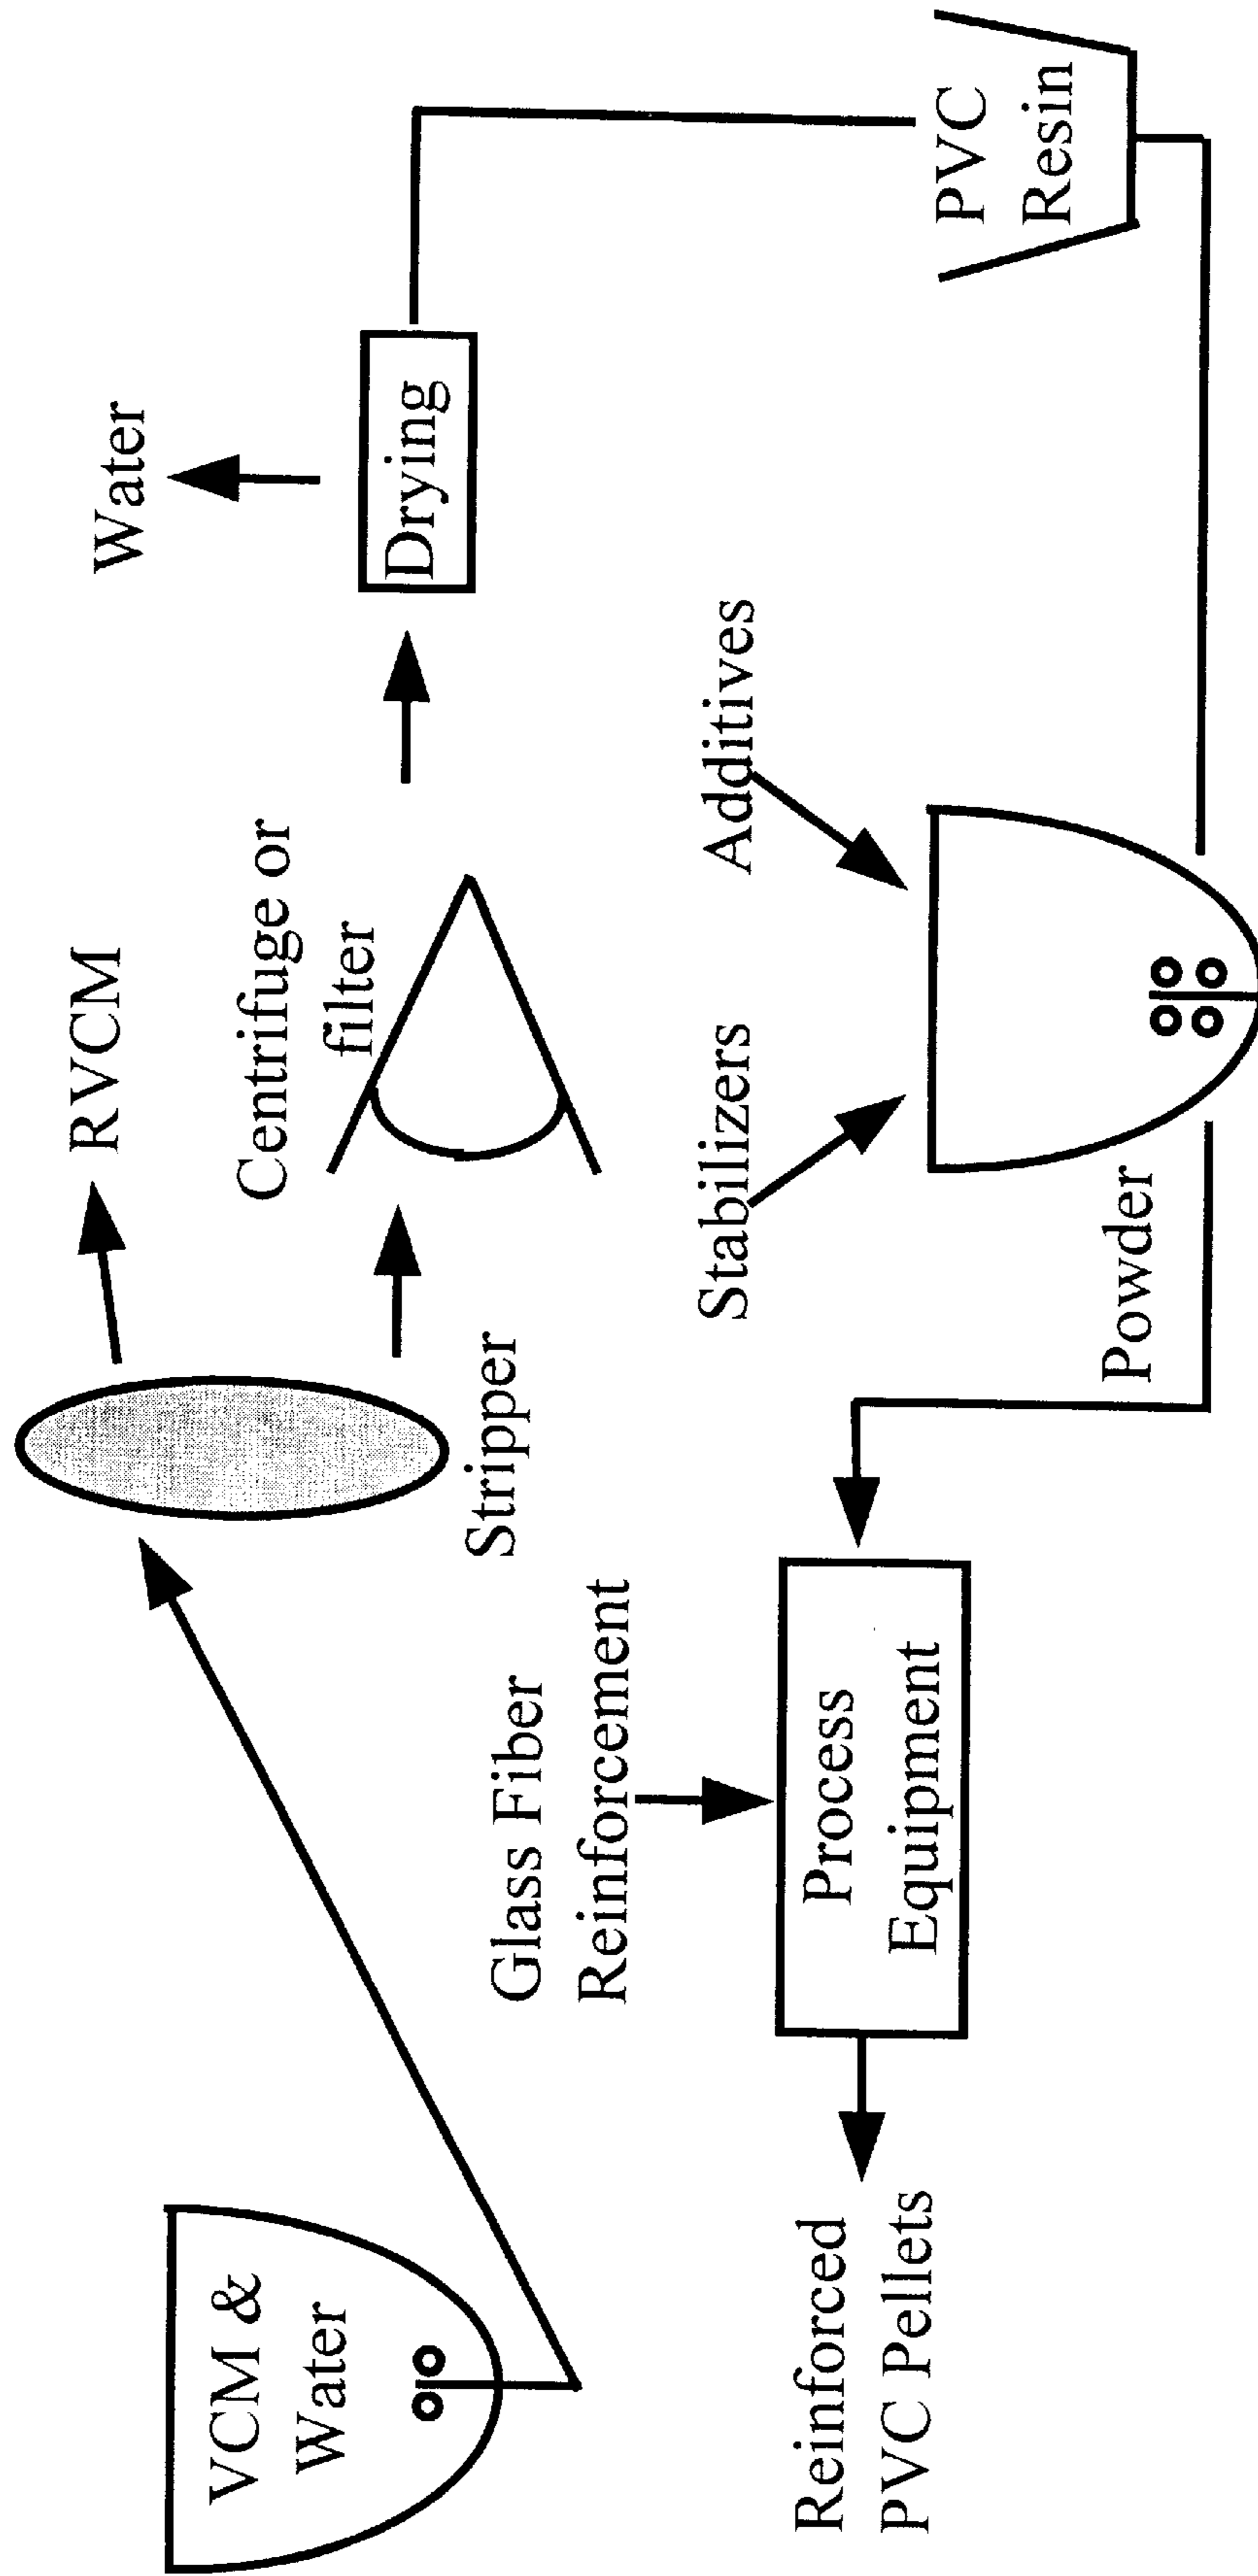 VCM &
Water
Stripper
RVCM
Centrifuge or
filter
Water
Drying
PVC
Resin
Additives
Stabilizers
Powder
Glass Fiber
Reinforcement
Process
Equipment
Reinforced
PVC Pellets